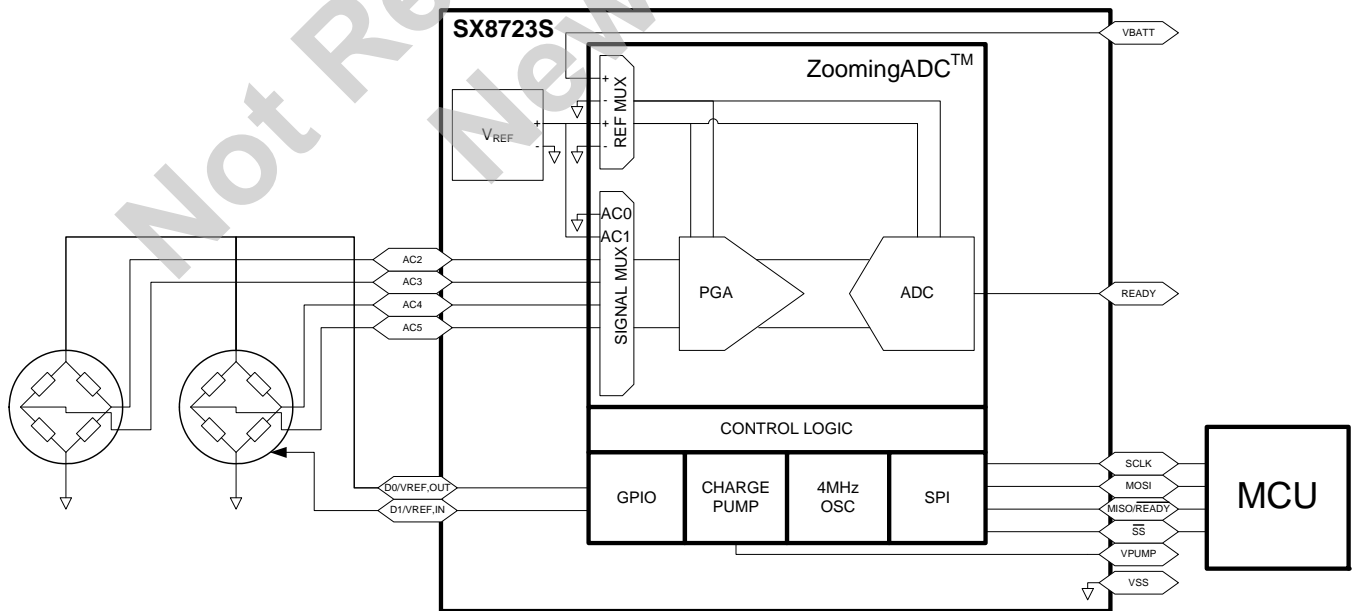 SX8723S
VBATT
ZoomingADC™
REF MUX
+
-
+
-
VREF
+
-
AC0
AC1
SIGNAL MUX
PGA
ADC
READY
AC2
AC3
AC4
AC5
CONTROL LOGIC
D0/VREF,OUT
D1/VREF,IN
GPIO
CHARGE
PUMP
4MHz
OSC
SPI
SCLK
MOSI
MISO/READY
SS
VPUMP
VSS
MCU
Not
New